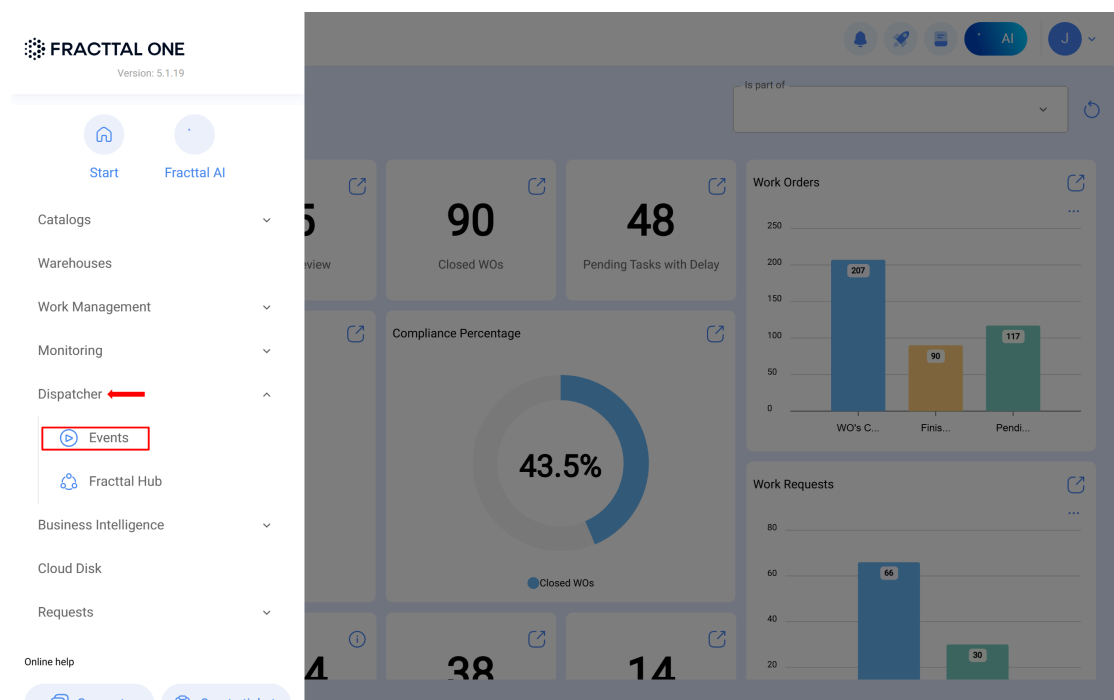 FRACTTAL ONE
Version: 5.1.19
Start
Fracttal AI
Catalogs
Warehouses
Work Management
Monitoring
Dispatcher
Events
Fracttal Hub
Business Intelligence
Cloud Disk
Requests
Online help
AI
J
Is part of
90
Closed WOs
48
Pending Tasks with Delay
Compliance Percentage
43.5%
Closed WOs
38
14
Work Orders
...
250
200
150
100
50
0
207
90
117
WO's C...
Finis...
Pendi...
Work Requests
...
80
60
40
20
66
30